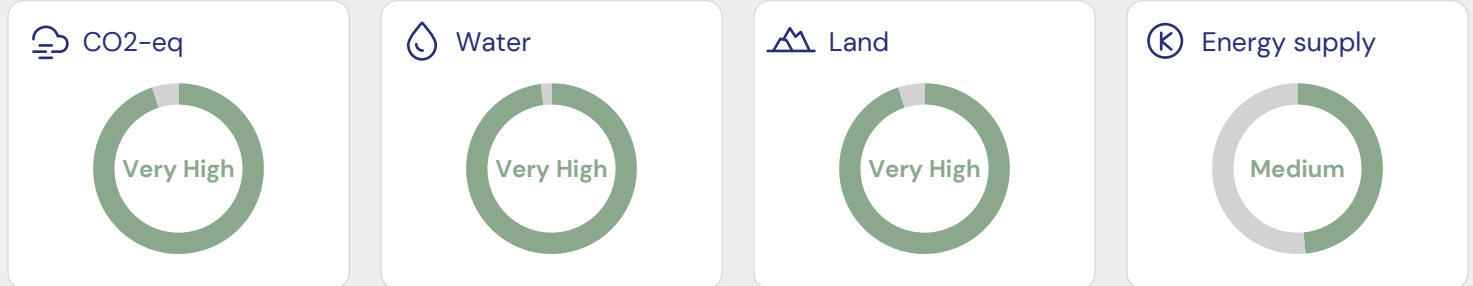 CO2-eq
Very High
Water
Very High
Land
Very High
Energy supply
Medium